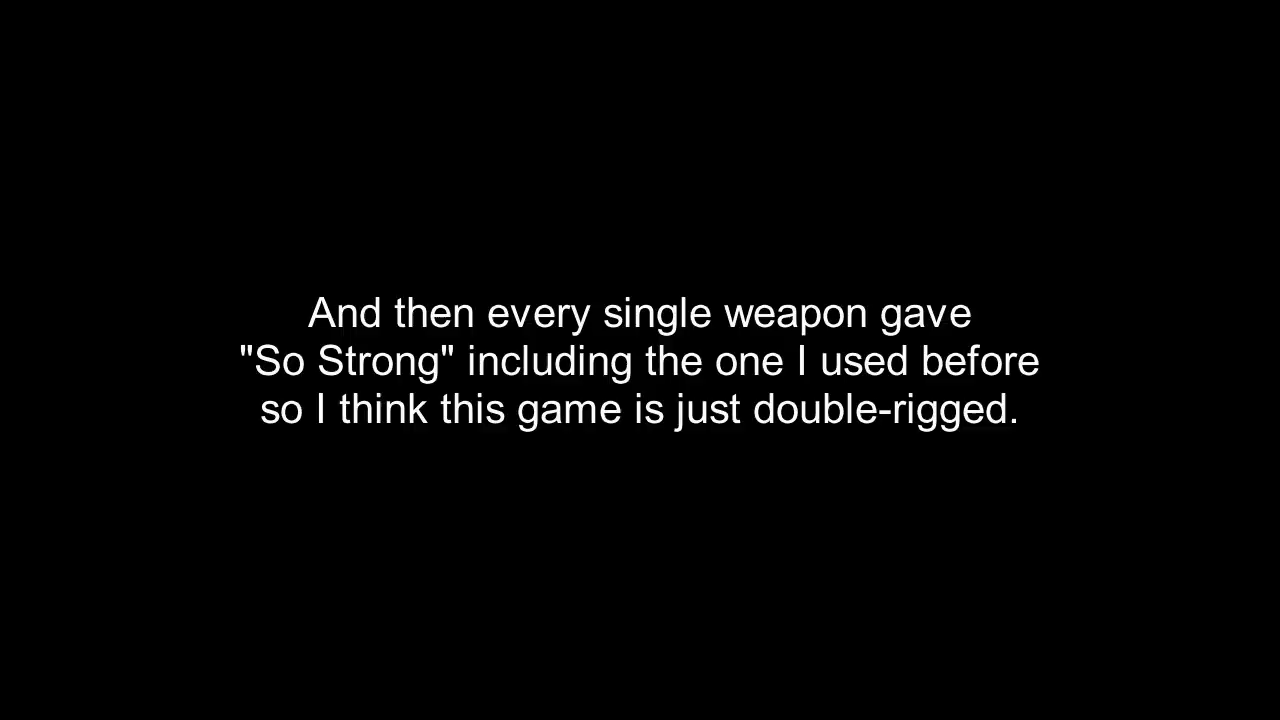 And then every single weapon gave
"So Strong" including the one I used before
so I think this game is just double-rigged.